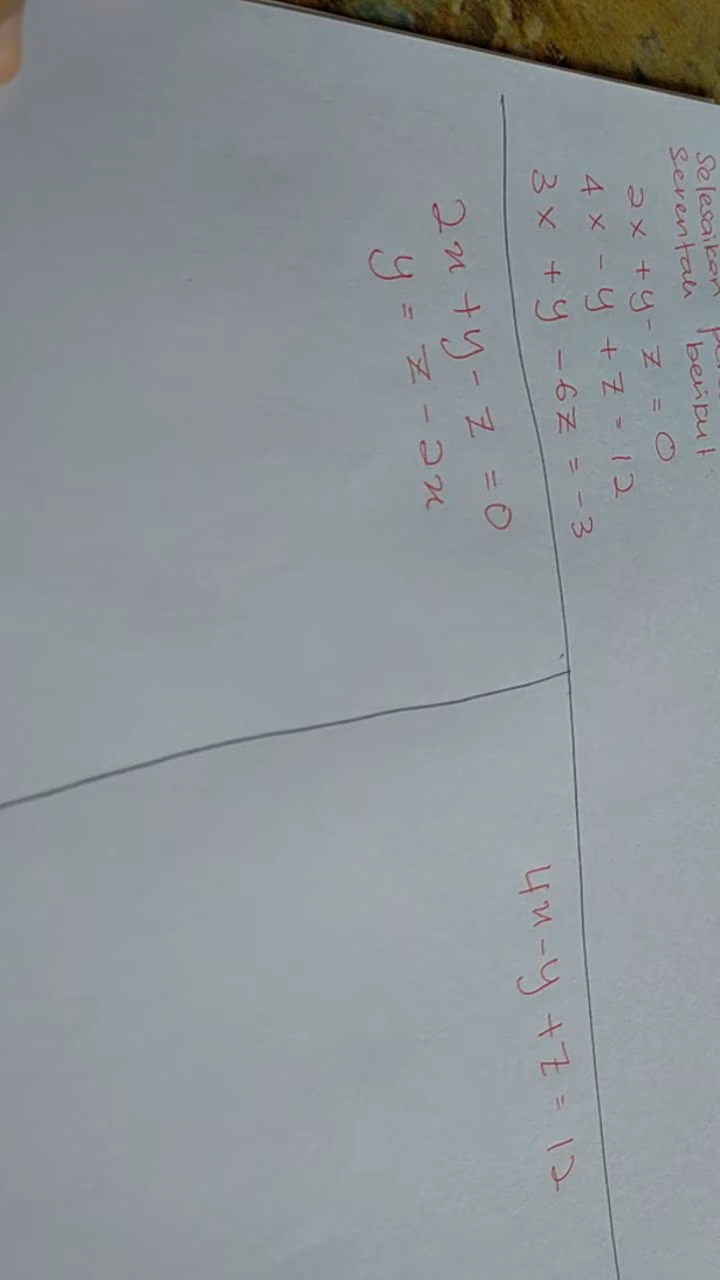 Selesaikan
serentak berikut
2x + y - z = 0
4x - y + z = 12
3x + y - 6z = -3
2x + y - z = 0
y = z - 2x
4x - y + z = 12